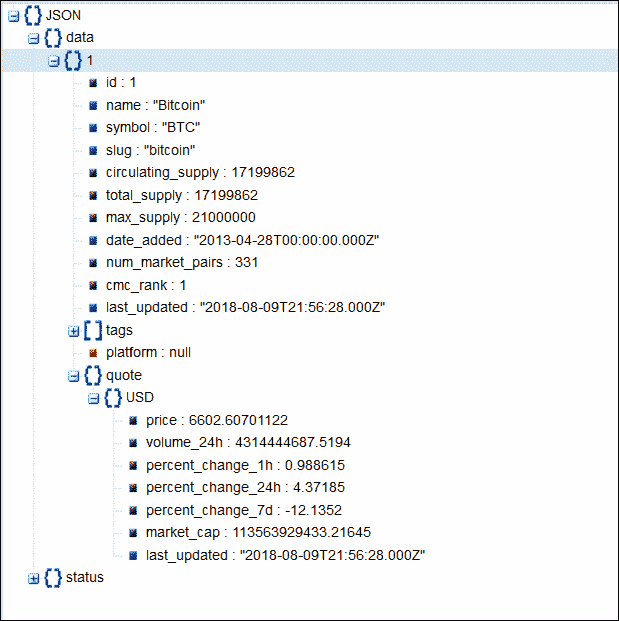 JSON
data
1
id : 1
name : "Bitcoin"
symbol : "BTC"
slug : "bitcoin"
circulating_supply : 17199862
total_supply : 17199862
max_supply : 21000000
date_added : "2013-04-28T00:00:00.000Z"
num_market_pairs : 331
cmc_rank : 1
last_updated : "2018-08-09T21:56:28.000Z"
tags
platform : null
quote
USD
price : 6602.60701122
volume_24h : 4314444687.5194
percent_change_1h : 0.988615
percent_change_24h : 4.37185
percent_change_7d : -12.1352
market_cap : 113563929433.21645
last_updated : "2018-08-09T21:56:28.000Z"
status